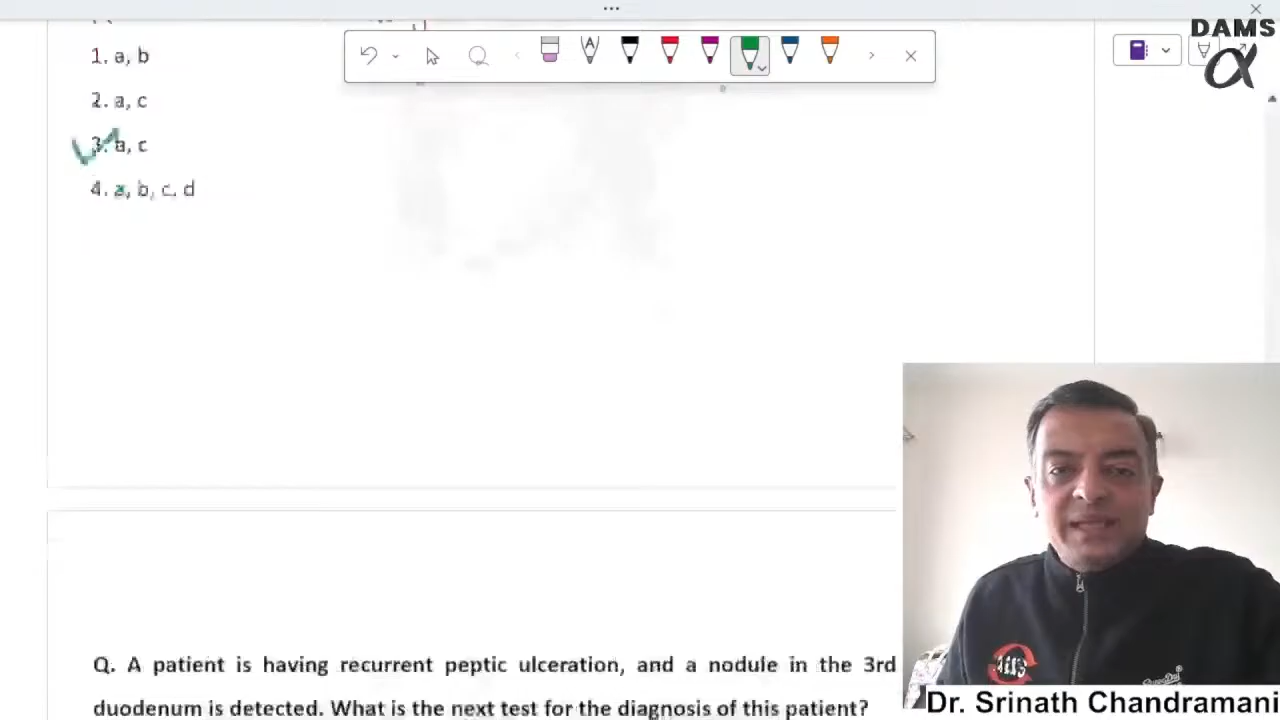 ...
DAMS
α
1. a, b
2. a, c
3. a, c
4. a, b, c, d
Q. A patient is having recurrent peptic ulceration, and a nodule in the 3rd
duodenum is detected. What is the next test for the diagnosis of this patient?
Dr. Srinath Chandramani